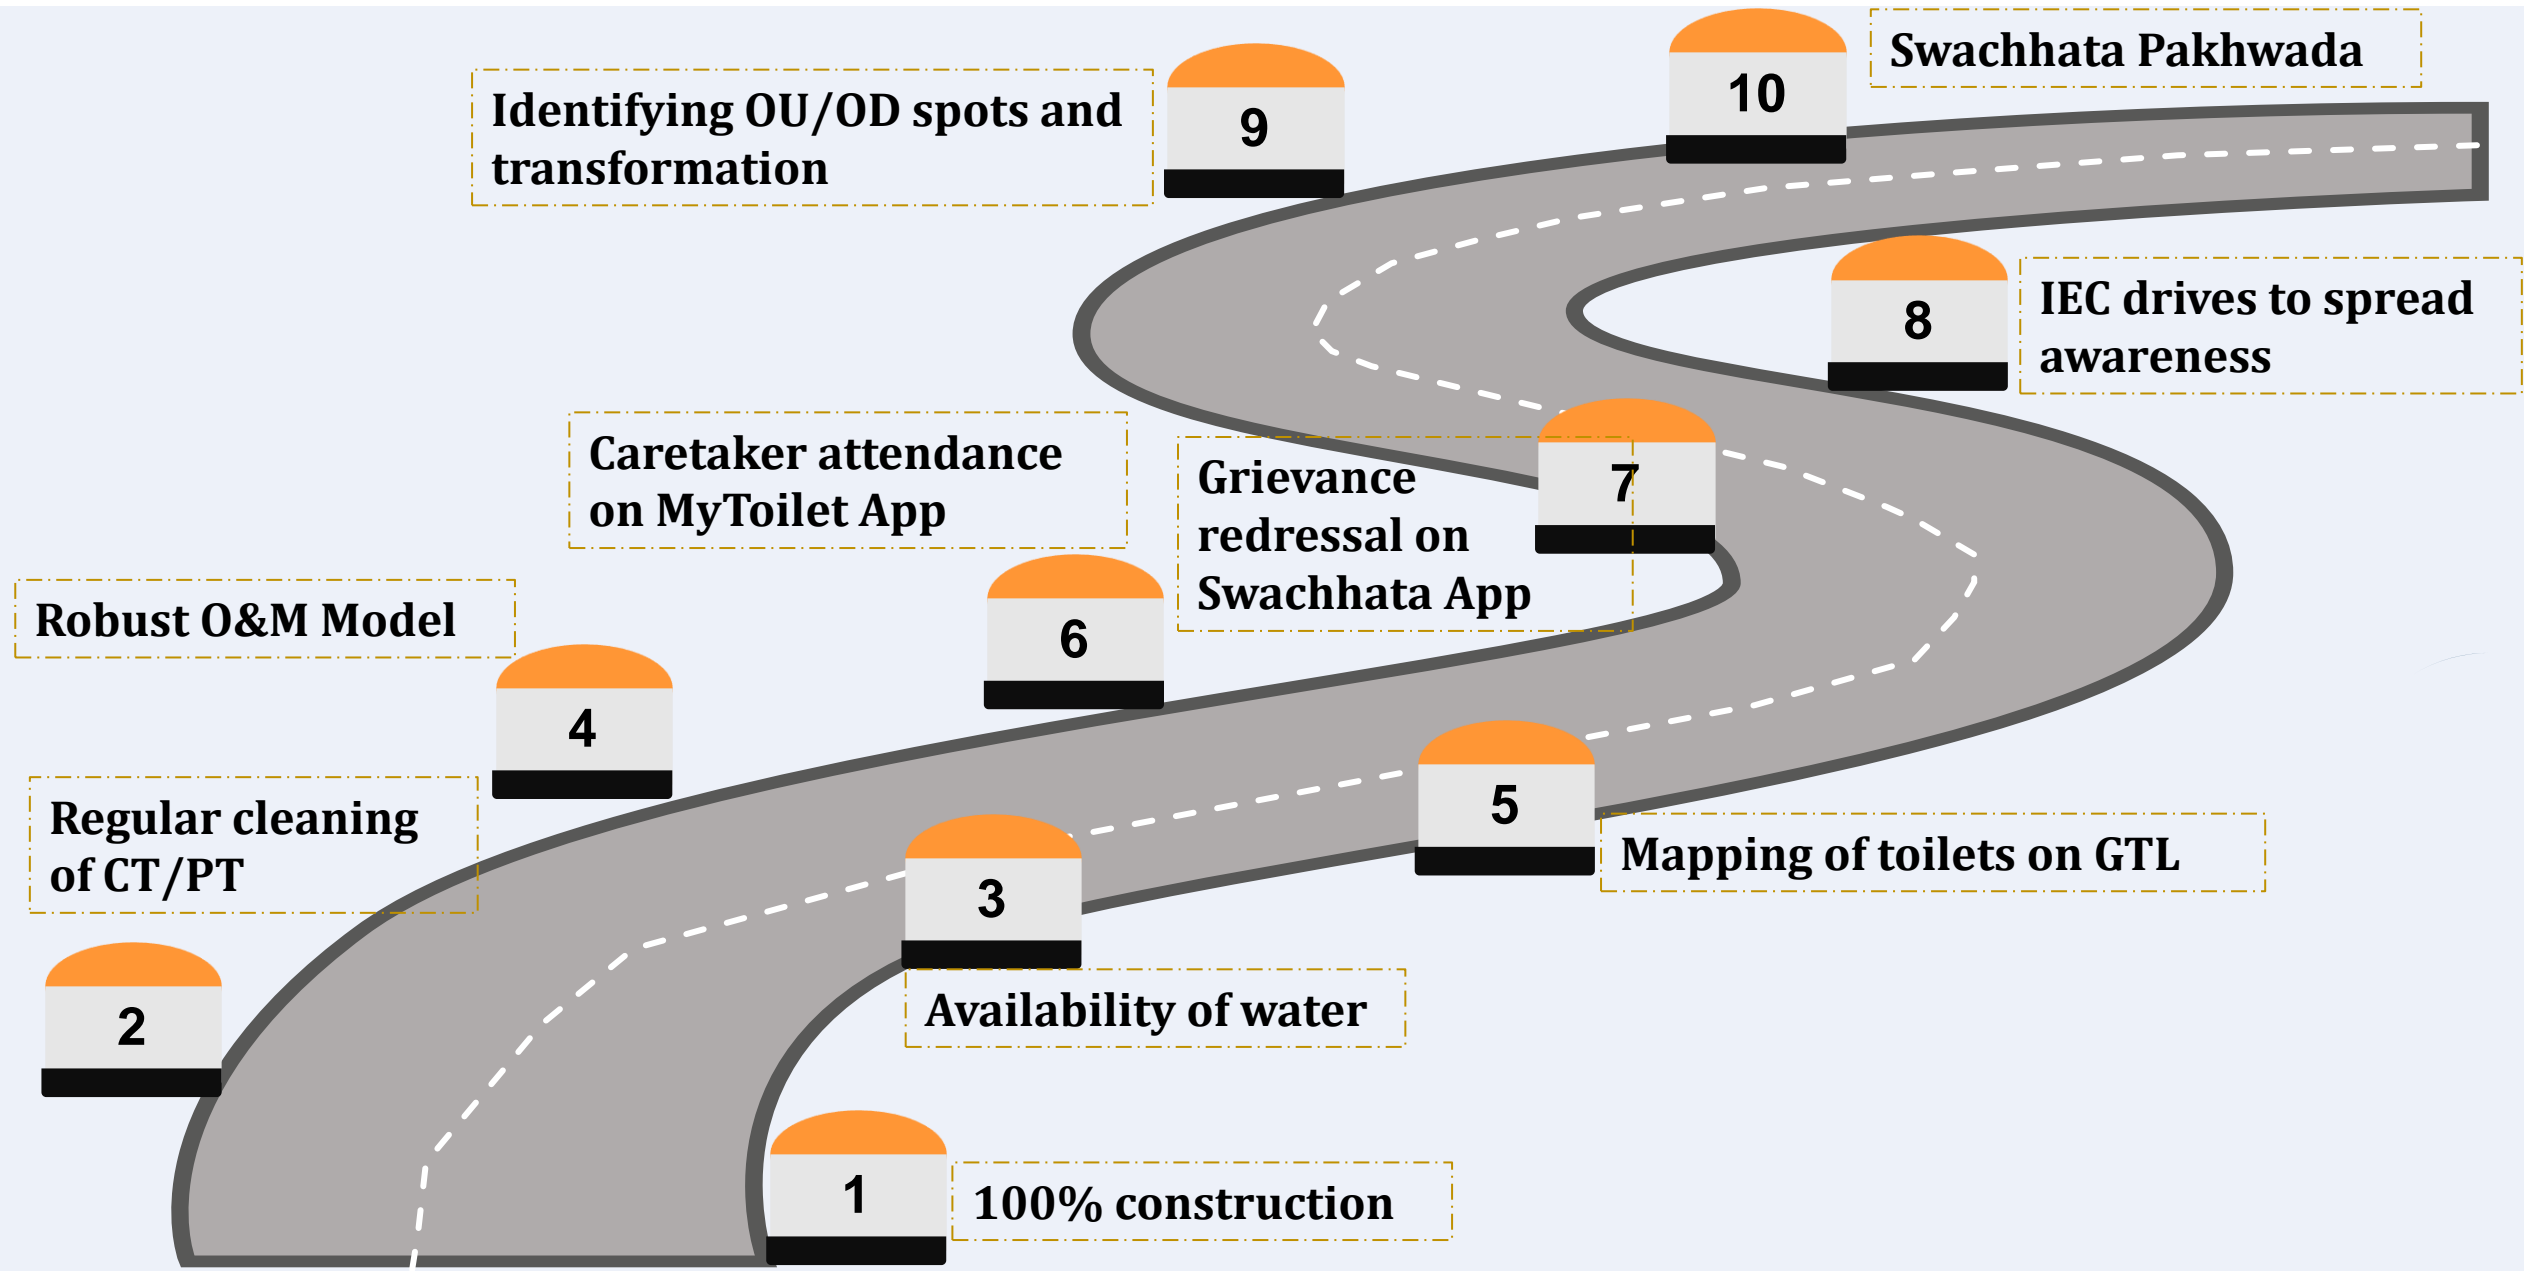 10
Swachhata Pakhwada
9
Identifying OU/OD spots and
transformation
8
IEC drives to spread
awareness
7
Grievance
redressal on
Swachhata App
Caretaker attendance
on MyToilet App
6
Robust O&M Model
4
5
Mapping of toilets on GTL
Regular cleaning
of CT/PT
3
Availability of water
2
1
100% construction